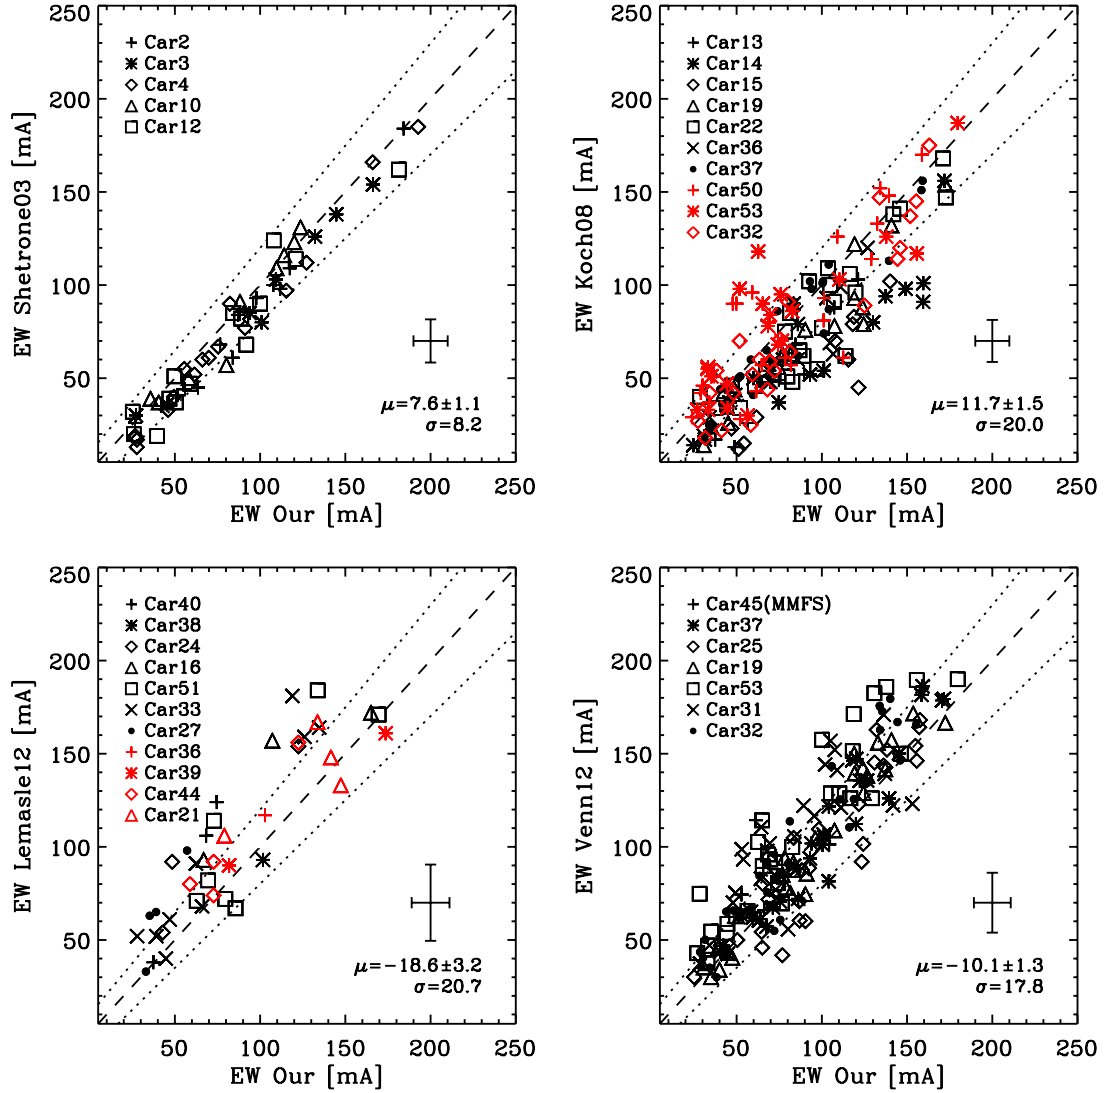 250
200
150
100
50
EW Shetrone03 [mA]
Car2
Car3
Car4
Car10
Car12
μ=7.6±1.1
σ=8.2
50 100 150 200 250
EW Our [mA]
250
200
150
100
50
EW Koch08 [mA]
Car13
Car14
Car15
Car19
Car22
Car36
Car37
Car50
Car53
Car32
μ=11.7±1.5
σ=20.0
50 100 150 200 250
EW Our [mA]
250
200
150
100
50
EW Lemasle12 [mA]
Car40
Car38
Car24
Car16
Car51
Car33
Car27
Car36
Car39
Car44
Car21
μ=−18.6±3.2
σ=20.7
50 100 150 200 250
EW Our [mA]
250
200
150
100
50
EW Venn12 [mA]
Car45(MMFS)
Car37
Car25
Car19
Car53
Car31
Car32
μ=−10.1±1.3
σ=17.8
50 100 150 200 250
EW Our [mA]